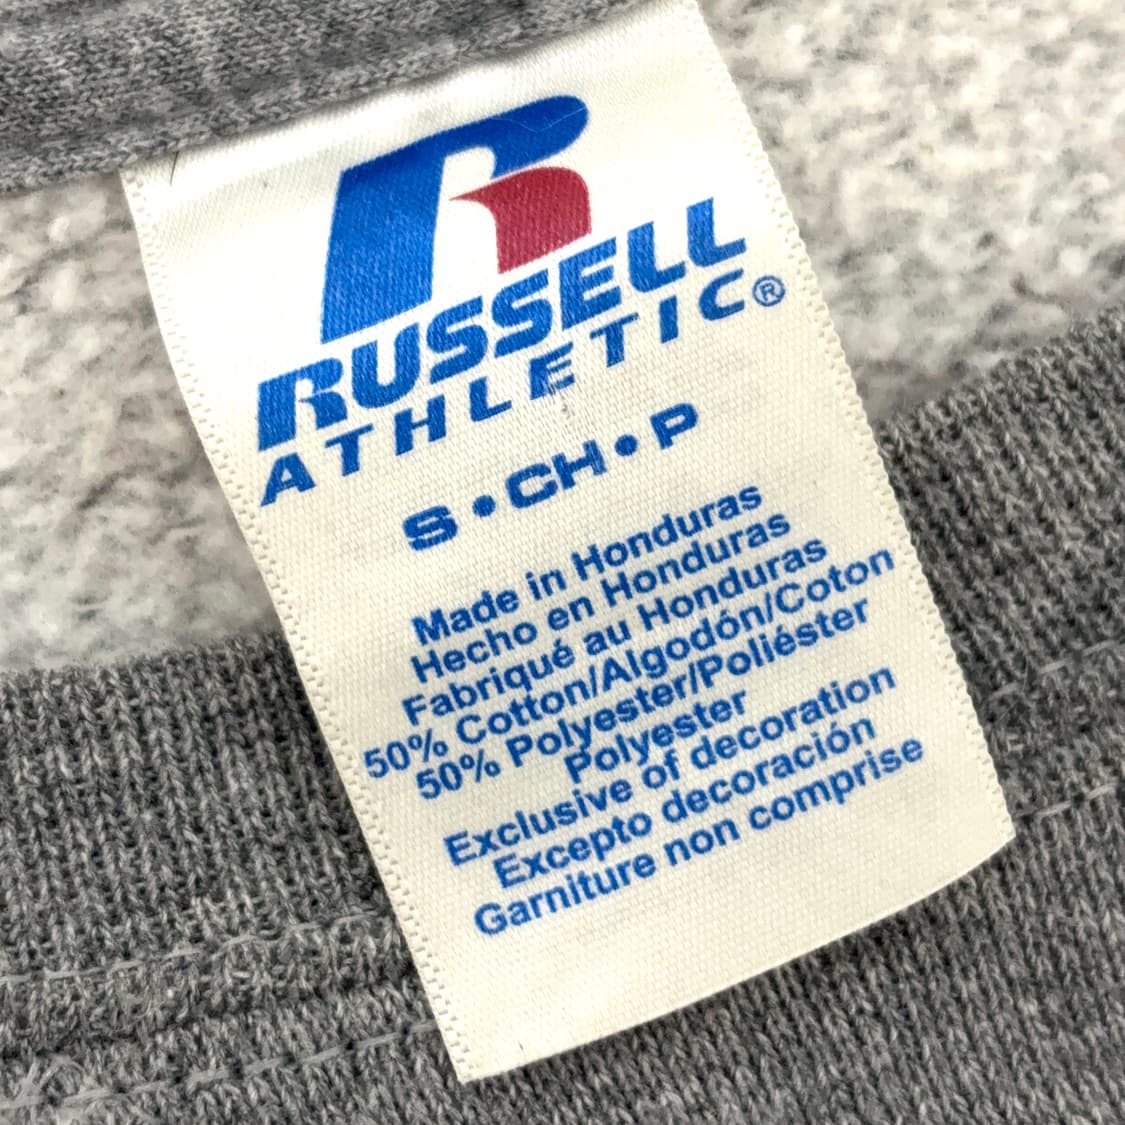 R
RUSSELL
ATHLETIC®
S•CH•P
Made in Honduras
Hecho en Honduras
Fabriqué au Honduras
50% Cotton/Algodón/Coton
50% Polyester/Poliéster
Polyester
Exclusive of decoration
Excepto decoración
Garniture non comprise